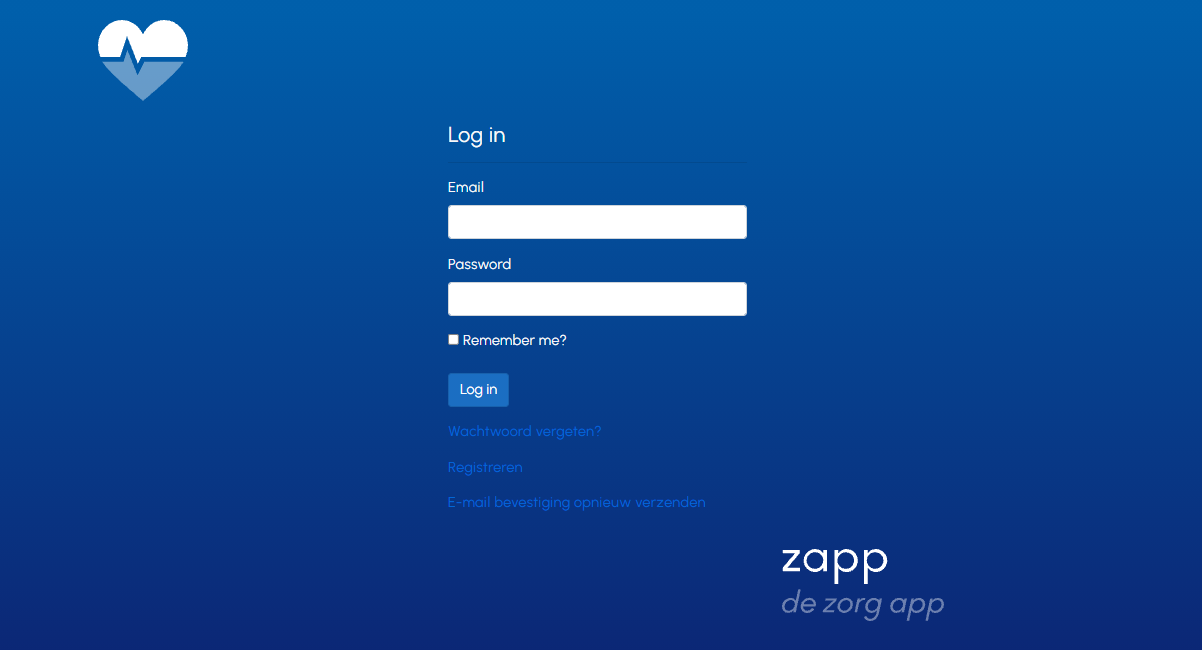 Log in
Email
Password
Remember me?
Log in
Wachtwoord vergeten?
Registreren
E-mail bevestiging opnieuw verzenden
zapp
de zorg app